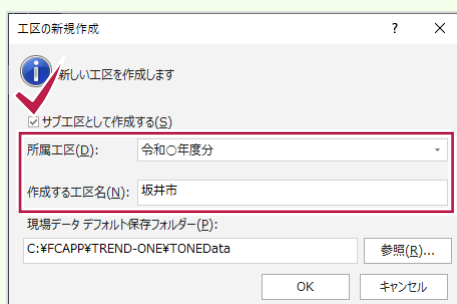 工区の新規作成 ? ×
新しい工区を作成します
サブ工区として作成する(S)
所属工区(D): 令和○年度分
作成する工区名(N): 坂井市
現場データ デフォルト保存フォルダー(P):
C:¥FCAPP¥TREND-ONE¥TONEData 参照(R)...
OK キャンセル